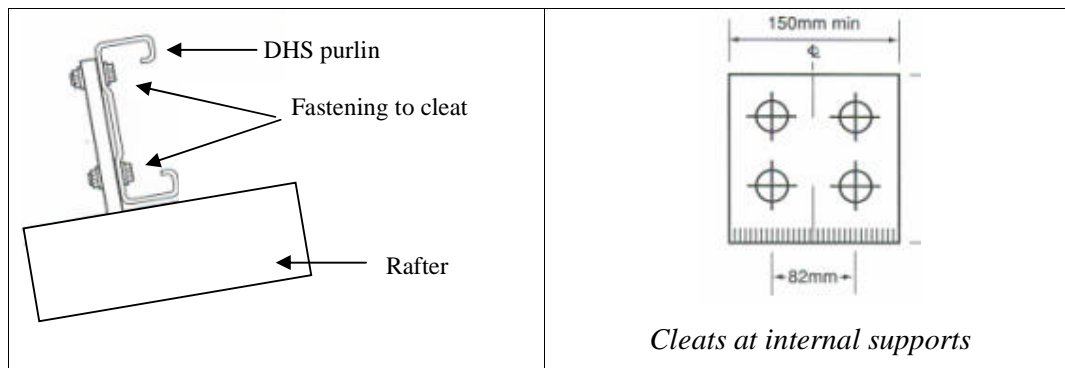 DHS purlin
Fastening to cleat
Rafter
150mm min
℄
82mm
Cleats at internal supports